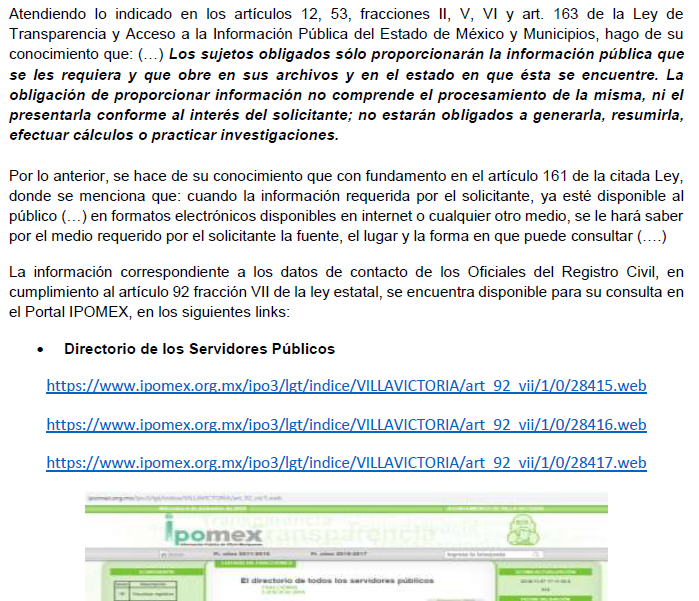 Atendiendo lo indicado en los artículos 12, 53, fracciones II, V, VI y art. 163 de la Ley de
Transparencia y Acceso a la Información Pública del Estado de México y Municipios, hago de su
conocimiento que: (…) Los sujetos obligados sólo proporcionarán la información pública que
se les requiera y que obre en sus archivos y en el estado en que ésta se encuentre. La
obligación de proporcionar información no comprende el procesamiento de la misma, ni el
presentarla conforme al interés del solicitante; no estarán obligados a generarla, resumirla,
efectuar cálculos o practicar investigaciones.
Por lo anterior, se hace de su conocimiento que con fundamento en el artículo 161 de la citada Ley,
donde se menciona que: cuando la información requerida por el solicitante, ya esté disponible al
público (…) en formatos electrónicos disponibles en internet o cualquier otro medio, se le hará saber
por el medio requerido por el solicitante la fuente, el lugar y la forma en que puede consultar (….)
La información correspondiente a los datos de contacto de los Oficiales del Registro Civil, en
cumplimiento al artículo 92 fracción VII de la ley estatal, se encuentra disponible para su consulta en
el Portal IPOMEX, en los siguientes links:
• Directorio de los Servidores Públicos
https://www.ipomex.org.mx/ipo3/lgt/indice/VILLAVICTORIA/art_92_vii/1/0/28415.web
https://www.ipomex.org.mx/ipo3/lgt/indice/VILLAVICTORIA/art_92_vii/1/0/28416.web
https://www.ipomex.org.mx/ipo3/lgt/indice/VILLAVICTORIA/art_92_vii/1/0/28417.web
ipomex
transparencia
El directorio de todos los servidores públicos